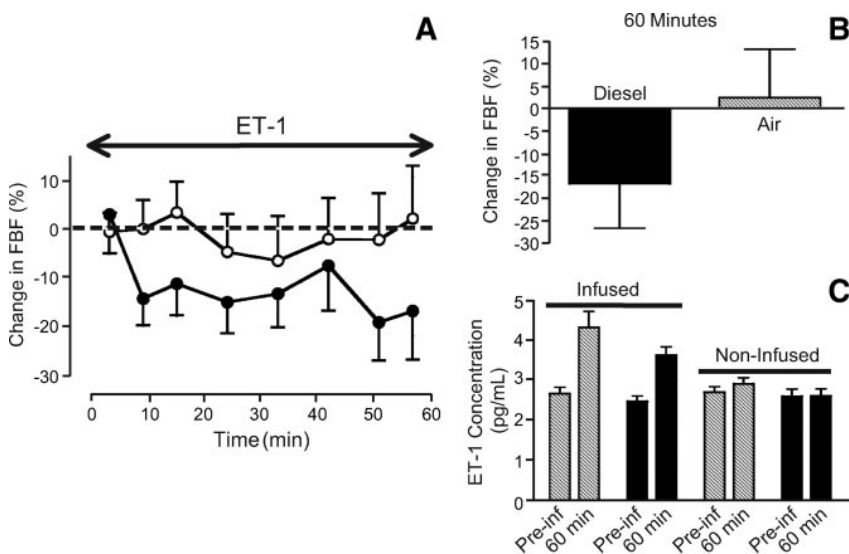 A
ET-1
Change in FBF (%)
10
0
-10
-20
-30
0 10 20 30 40 50 60
Time (min)
60 Minutes
B
Change in FBF (%)
15
10
5
0
-5
-10
-15
-20
-25
-30
Diesel
Air
C
Infused
Non-Infused
ET-1 Concentration
(pg/mL)
5
4
3
2
1
0
Pre-inf 60 min Pre-inf 60 min Pre-inf 60 min Pre-inf 60 min